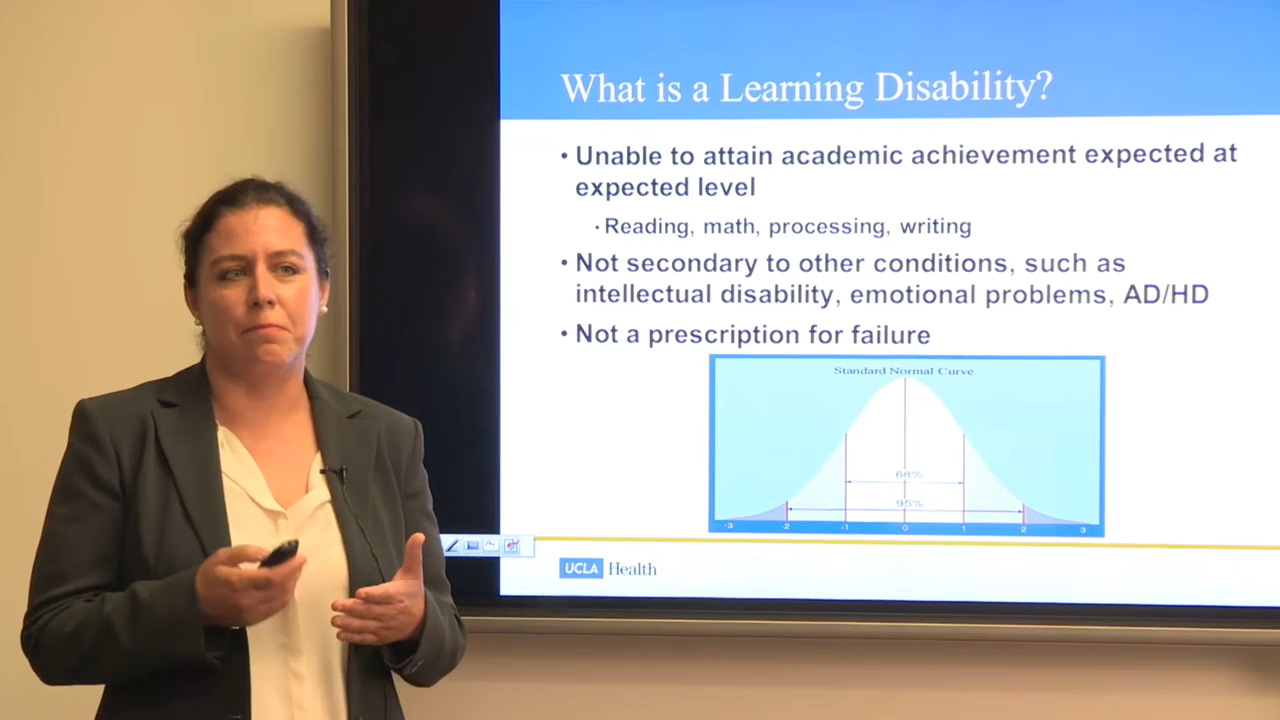 What is a Learning Disability?
• Unable to attain academic achievement expected at
expected level
• Reading, math, processing, writing
• Not secondary to other conditions, such as
intellectual disability, emotional problems, AD/HD
• Not a prescription for failure
Standard Normal Curve
68%
95%
-3 -2 -1 0 1 2 3
UCLA Health